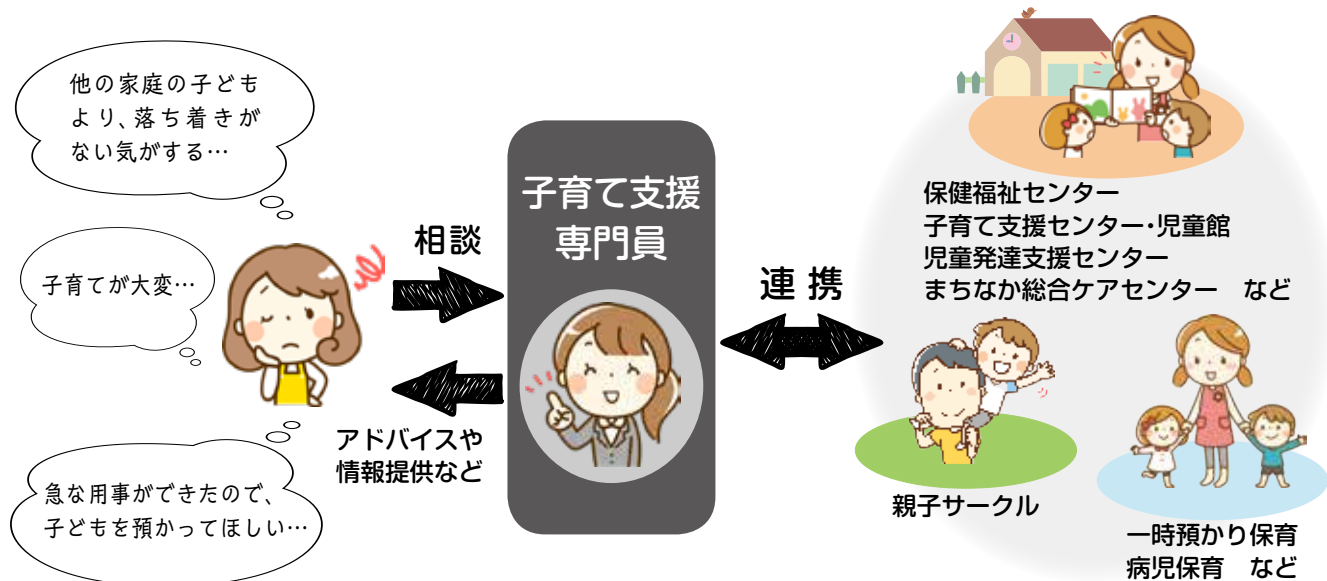 他の家庭の子ども
より、落ち着きが
ない気がする…
子育てが大変…
急な用事ができたので、
子どもを預かってほしい…
相談
アドバイスや
情報提供など
子育て支援
専門員
連携
保健福祉センター
子育て支援センター・児童館
児童発達支援センター
まちなか総合ケアセンター　など
親子サークル
一時預かり保育
病児保育　など